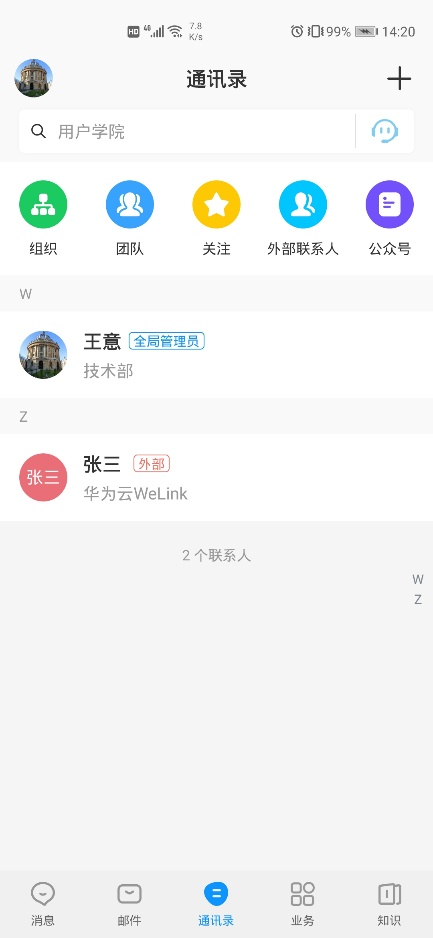 HD 4G 7.8 K/s 99% 14:20
通讯录
用户学院
组织 团队 关注 外部联系人 公众号
W
王意 全局管理员
技术部
Z
张三 张三 外部
华为云WeLink
2 个联系人
W
Z
消息 邮件 通讯录 业务 知识